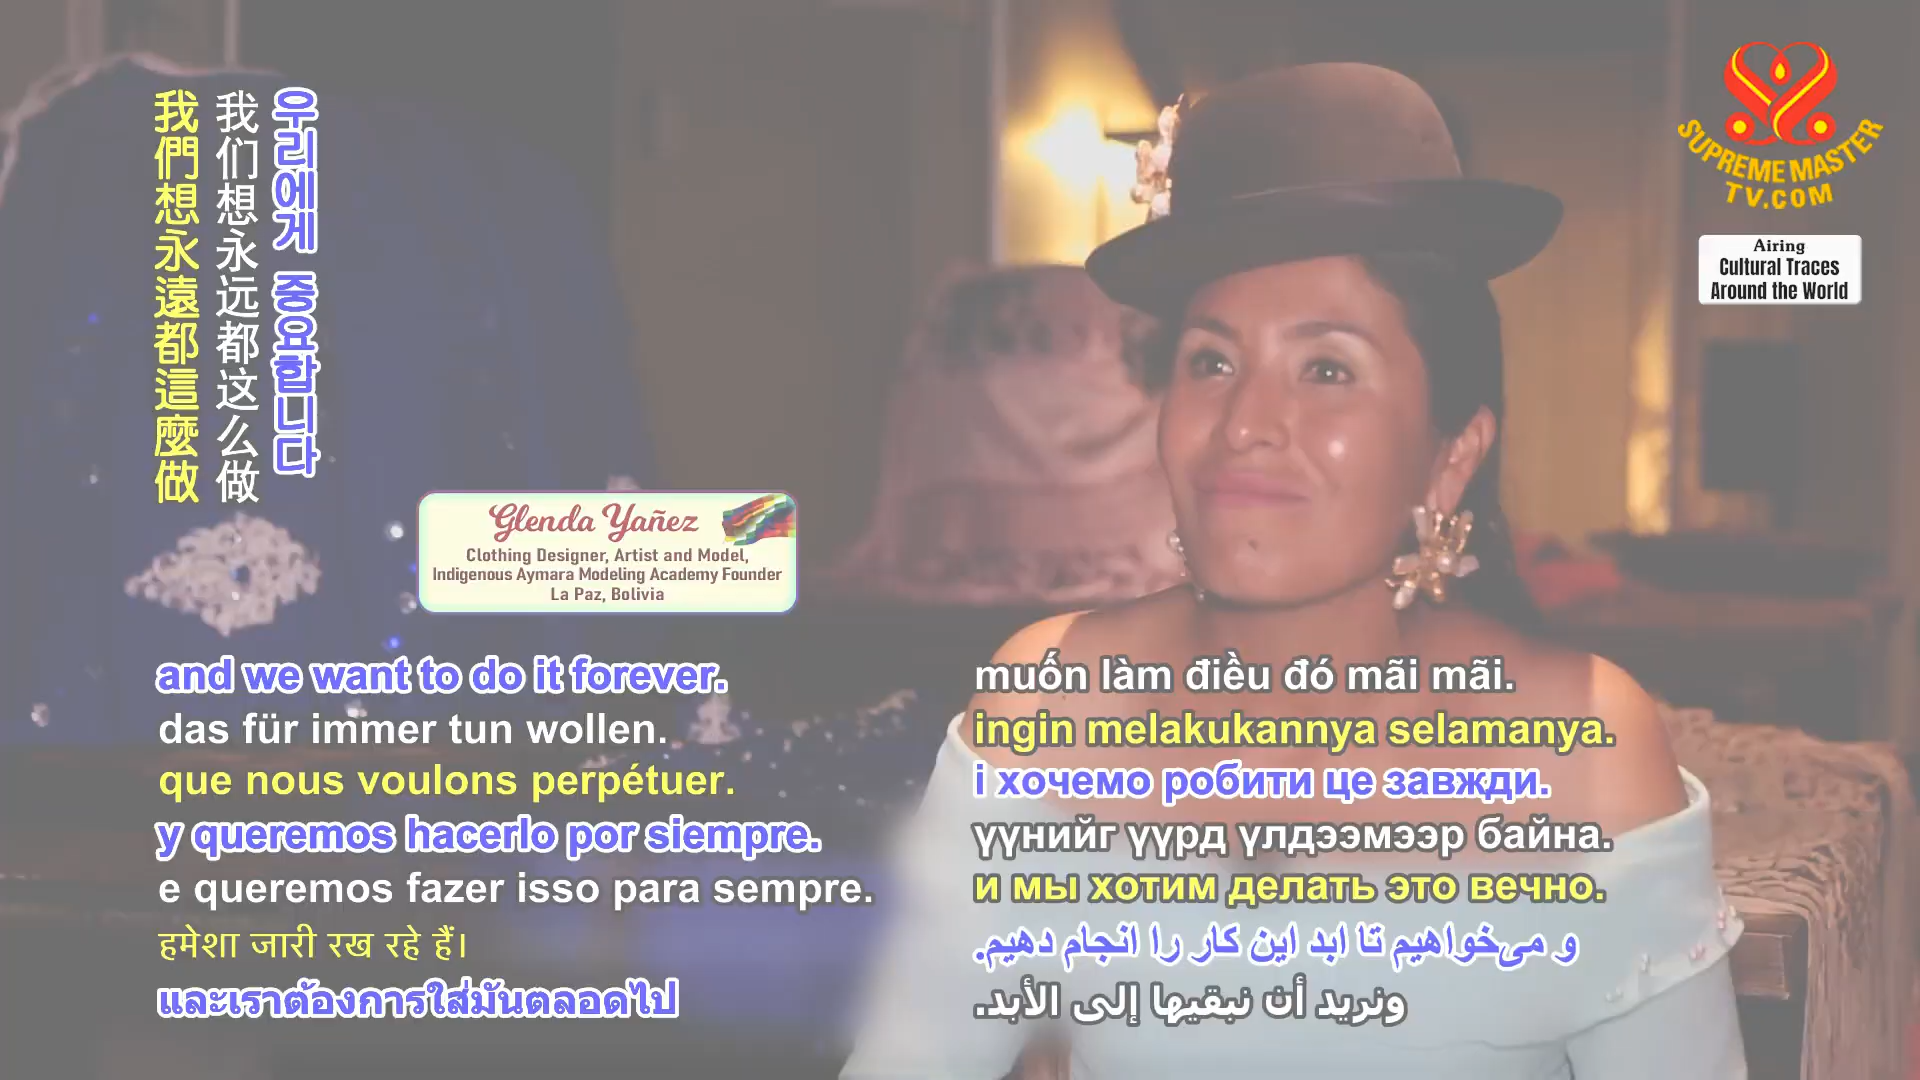 我們想永遠都這麼做
我们想永远都这么做
우리에게 중요합니다
SUPREME MASTER
TV.COM
Airing
Cultural Traces
Around the World
Glenda Yañez
Clothing Designer, Artist and Model,
Indigenous Aymara Modeling Academy Founder
La Paz, Bolivia
and we want to do it forever.
das für immer tun wollen.
que nous voulons perpétuer.
y queremos hacerlo por siempre.
e queremos fazer isso para sempre.
हमेशा जारी रख रहे हैं।
และเราต้องการใส่มันตลอดไป
muốn làm điều đó mãi mãi.
ingin melakukannya selamanya.
і хочемо робити це завжди.
үүнийг үүрд үлдээмээр байна.
и мы хотим делать это вечно.
و می‌خواهیم تا ابد این کار را انجام دهیم.
ونريد أن نبقيها إلى الأبد.